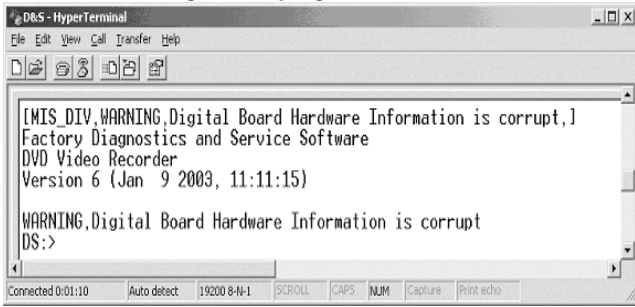 D&S - HyperTerminal
File Edit View Call Transfer Help
[MIS_DIV,WARNING,Digital Board Hardware Information is corrupt,]
Factory Diagnostics and Service Software
DVD Video Recorder
Version 6 (Jan  9 2003, 11:11:15)
WARNING,Digital Board Hardware Information is corrupt
DS:>
Connected 0:01:10 Auto detect 19200 8-N-1 SCROLL CAPS NUM Capture Print echo